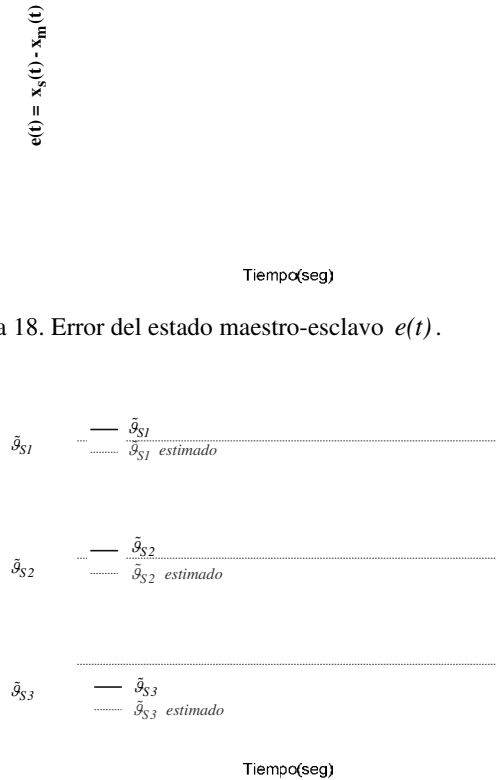 e(t) = x_s(t) - x_m(t)
Tiempo(seg)
a 18. Error del estado maestro-esclavo e(t).
ϑ̃_S1
ϑ̃_S1
ϑ̃_S1 estimado
ϑ̃_S2
ϑ̃_S2
ϑ̃_S2 estimado
ϑ̃_S3
ϑ̃_S3
ϑ̃_S3 estimado
Tiempo(seg)